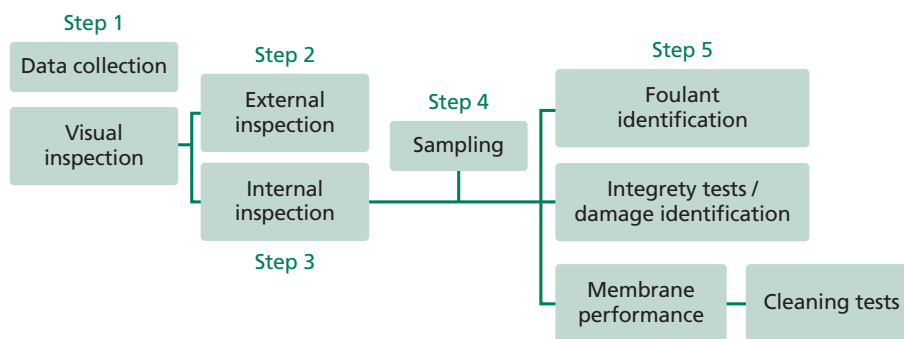 Step 1
Data collection
Visual
inspection
Step 2
External
inspection
Internal
inspection
Step 3
Step 4
Sampling
Step 5
Foulant
identification
Integrety tests /
damage identification
Membrane
performance
Cleaning tests